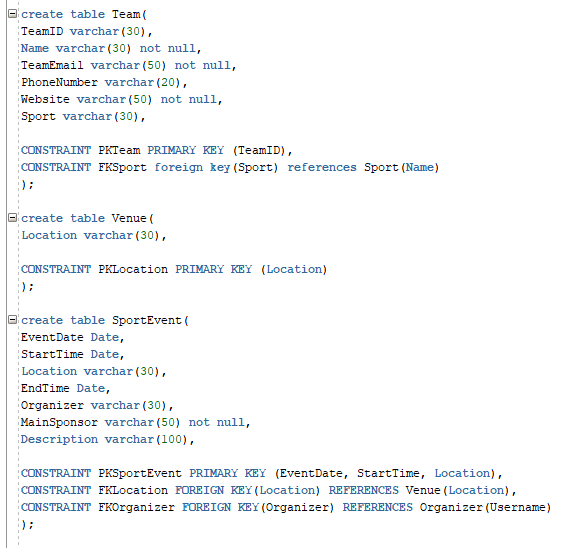 create table Team(
TeamID varchar(30),
Name varchar(30) not null,
TeamEmail varchar(50) not null,
PhoneNumber varchar(20),
Website varchar(50) not null,
Sport varchar(30),
CONSTRAINT PKTeam PRIMARY KEY (TeamID),
CONSTRAINT FKSport foreign key(Sport) references Sport(Name)
);
create table Venue(
Location varchar(30),
CONSTRAINT PKLocation PRIMARY KEY (Location)
);
create table SportEvent(
EventDate Date,
StartTime Date,
Location varchar(30),
EndTime Date,
Organizer varchar(30),
MainSponsor varchar(50) not null,
Description varchar(100),
CONSTRAINT PKSportEvent PRIMARY KEY (EventDate, StartTime, Location),
CONSTRAINT FKLocation FOREIGN KEY(Location) REFERENCES Venue(Location),
CONSTRAINT FKOrganizer FOREIGN KEY(Organizer) REFERENCES Organizer(Username)
);